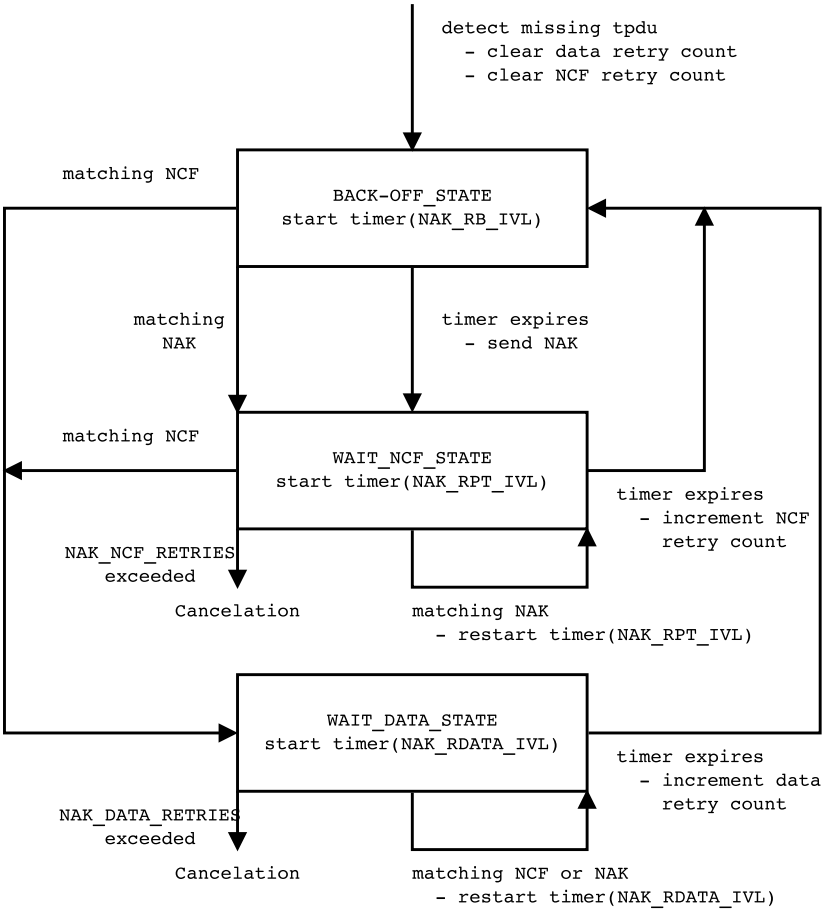 detect missing tpdu
- clear data retry count
- clear NCF retry count
matching NCF
BACK-OFF_STATE
start timer(NAK_RB_IVL)
matching
NAK
timer expires
- send NAK
matching NCF
WAIT_NCF_STATE
start timer(NAK_RPT_IVL)
timer expires
- increment NCF
retry count
NAK_NCF_RETRIES
exceeded
Cancelation
matching NAK
- restart timer(NAK_RPT_IVL)
WAIT_DATA_STATE
start timer(NAK_RDATA_IVL)
timer expires
- increment data
retry count
NAK_DATA_RETRIES
exceeded
Cancelation
matching NCF or NAK
- restart timer(NAK_RDATA_IVL)